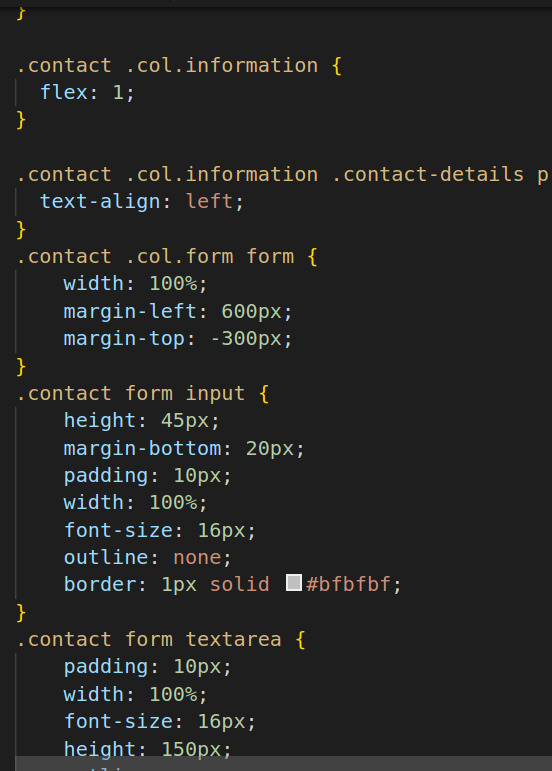 }
.contact .col.information {
flex: 1;
}
.contact .col.information .contact-details p
text-align: left;
}
.contact .col.form form {
width: 100%;
margin-left: 600px;
margin-top: -300px;
}
.contact form input {
height: 45px;
margin-bottom: 20px;
padding: 10px;
width: 100%;
font-size: 16px;
outline: none;
border: 1px solid #bfbfbf;
}
.contact form textarea {
padding: 10px;
width: 100%;
font-size: 16px;
height: 150px;